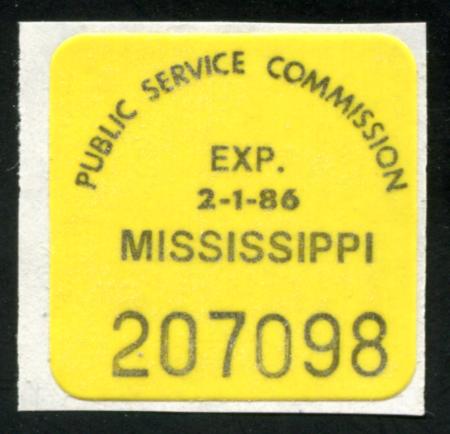 PUBLIC SERVICE COMMISSION
EXP.
2-1-86
MISSISSIPPI
207098